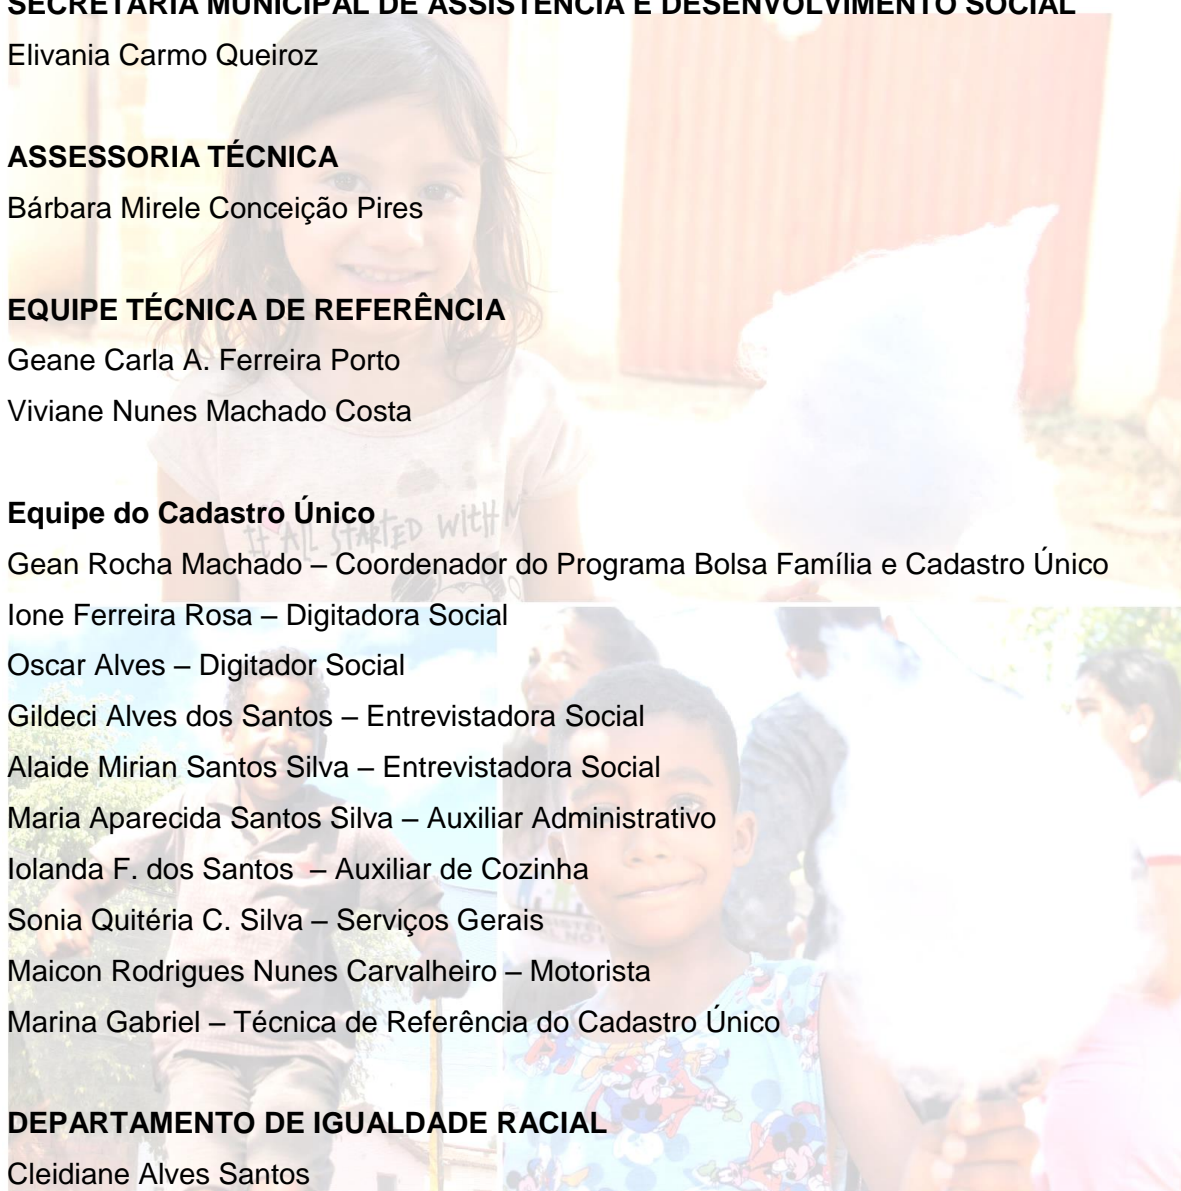 SECRETARIA MUNICIPAL DE ASSISTÊNCIA E DESENVOLVIMENTO SOCIAL
Elivania Carmo Queiroz
ASSESSORIA TÉCNICA
Bárbara Mirele Conceição Pires
EQUIPE TÉCNICA DE REFERÊNCIA
Geane Carla A. Ferreira Porto
Viviane Nunes Machado Costa
Equipe do Cadastro Único
IT ALL STARTED WITH
Gean Rocha Machado – Coordenador do Programa Bolsa Família e Cadastro Único
Ione Ferreira Rosa – Digitadora Social
Oscar Alves – Digitador Social
Gildeci Alves dos Santos – Entrevistadora Social
Alaide Mirian Santos Silva – Entrevistadora Social
Maria Aparecida Santos Silva – Auxiliar Administrativo
Iolanda F. dos Santos – Auxiliar de Cozinha
Sonia Quitéria C. Silva – Serviços Gerais
Maicon Rodrigues Nunes Carvalheiro – Motorista
Marina Gabriel – Técnica de Referência do Cadastro Único
DEPARTAMENTO DE IGUALDADE RACIAL
Cleidiane Alves Santos